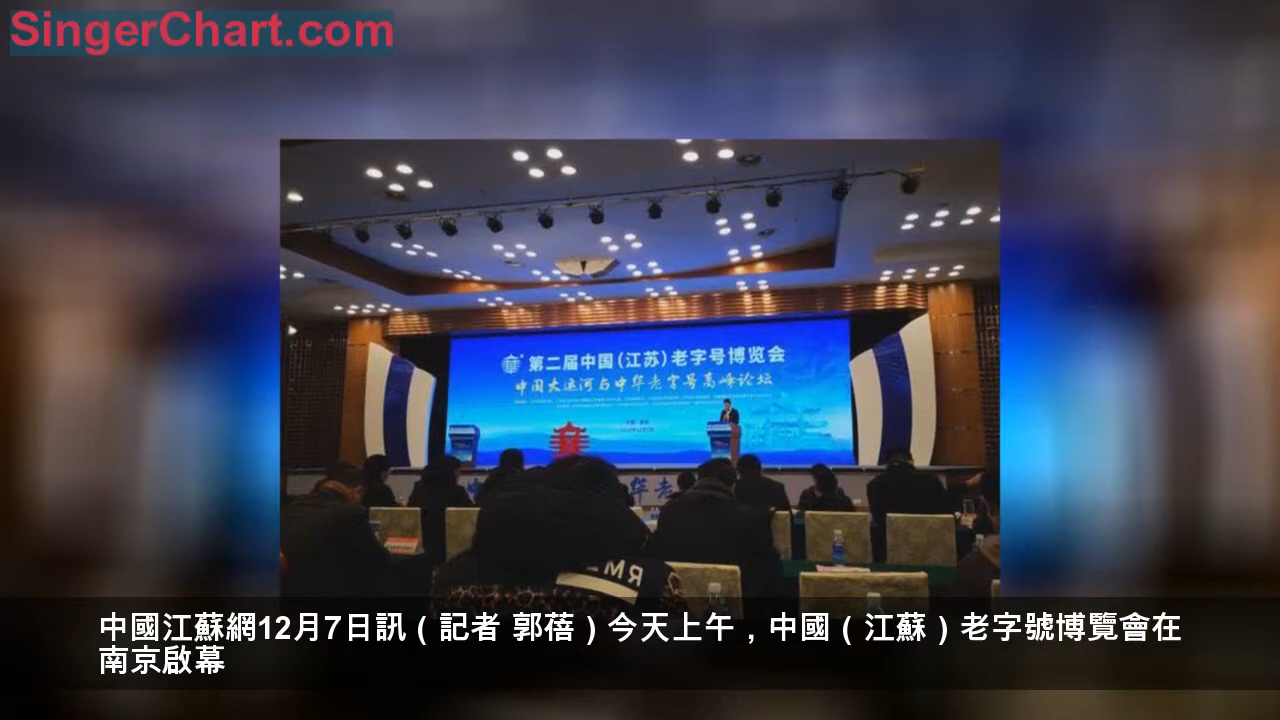 SingerChart.com
第二届中国(江苏)老字号博览会
中国大运河与中华老字号高峰论坛
华老
中國江蘇網12月7日訊（記者 郭蓓）今天上午，中國（江蘇）老字號博覽會在
南京啟幕